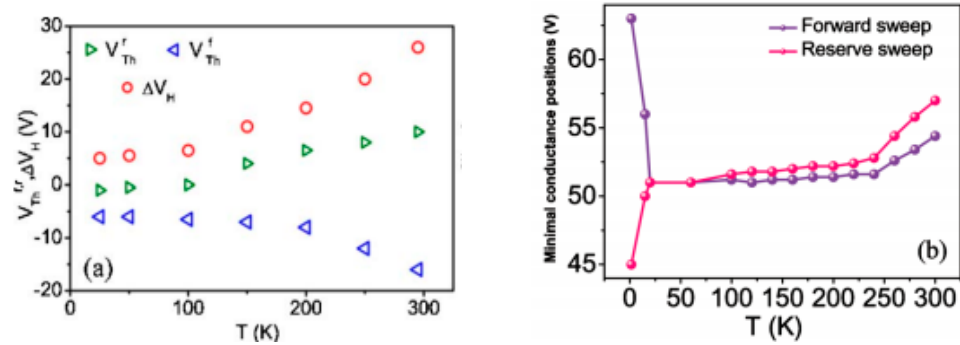 V_Th^r,f, ΔV_H (V)
30
20
10
0
-10
-20
V_Th^r V_Th^f
ΔV_H
(a)
0 100 200 300
T (K)
Minimal conductance positions (V)
60
55
50
45
Forward sweep
Reserve sweep
(b)
0 50 100 150 200 250 300
T (K)